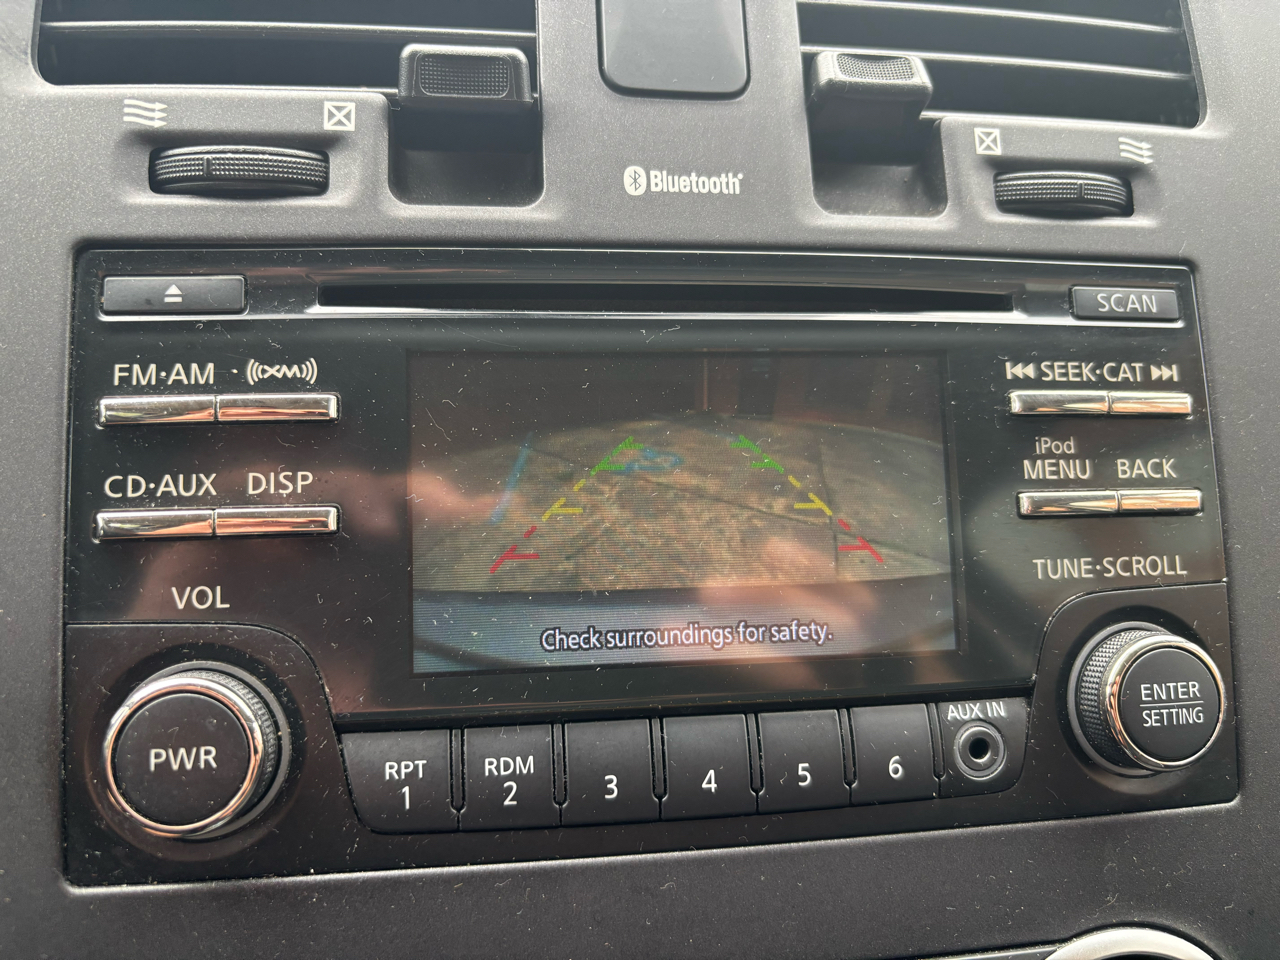 Bluetooth
SCAN
FM·AM · XM
SEEK·CAT
CD·AUX DISP
iPod
MENU BACK
VOL
TUNE·SCROLL
Check surroundings for safety.
PWR
ENTER
SETTING
AUX IN
RPT
1
RDM
2
3
4
5
6